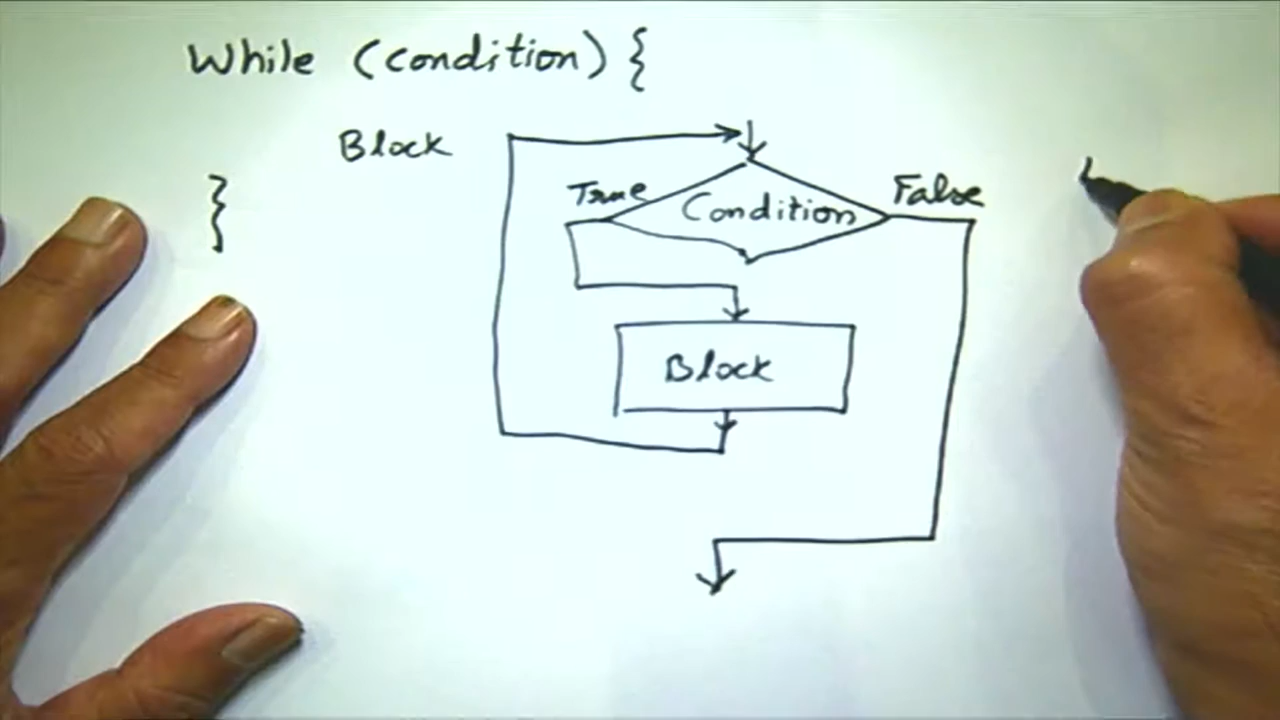 While (condition) {
Block
}
True
Condition
False
Block